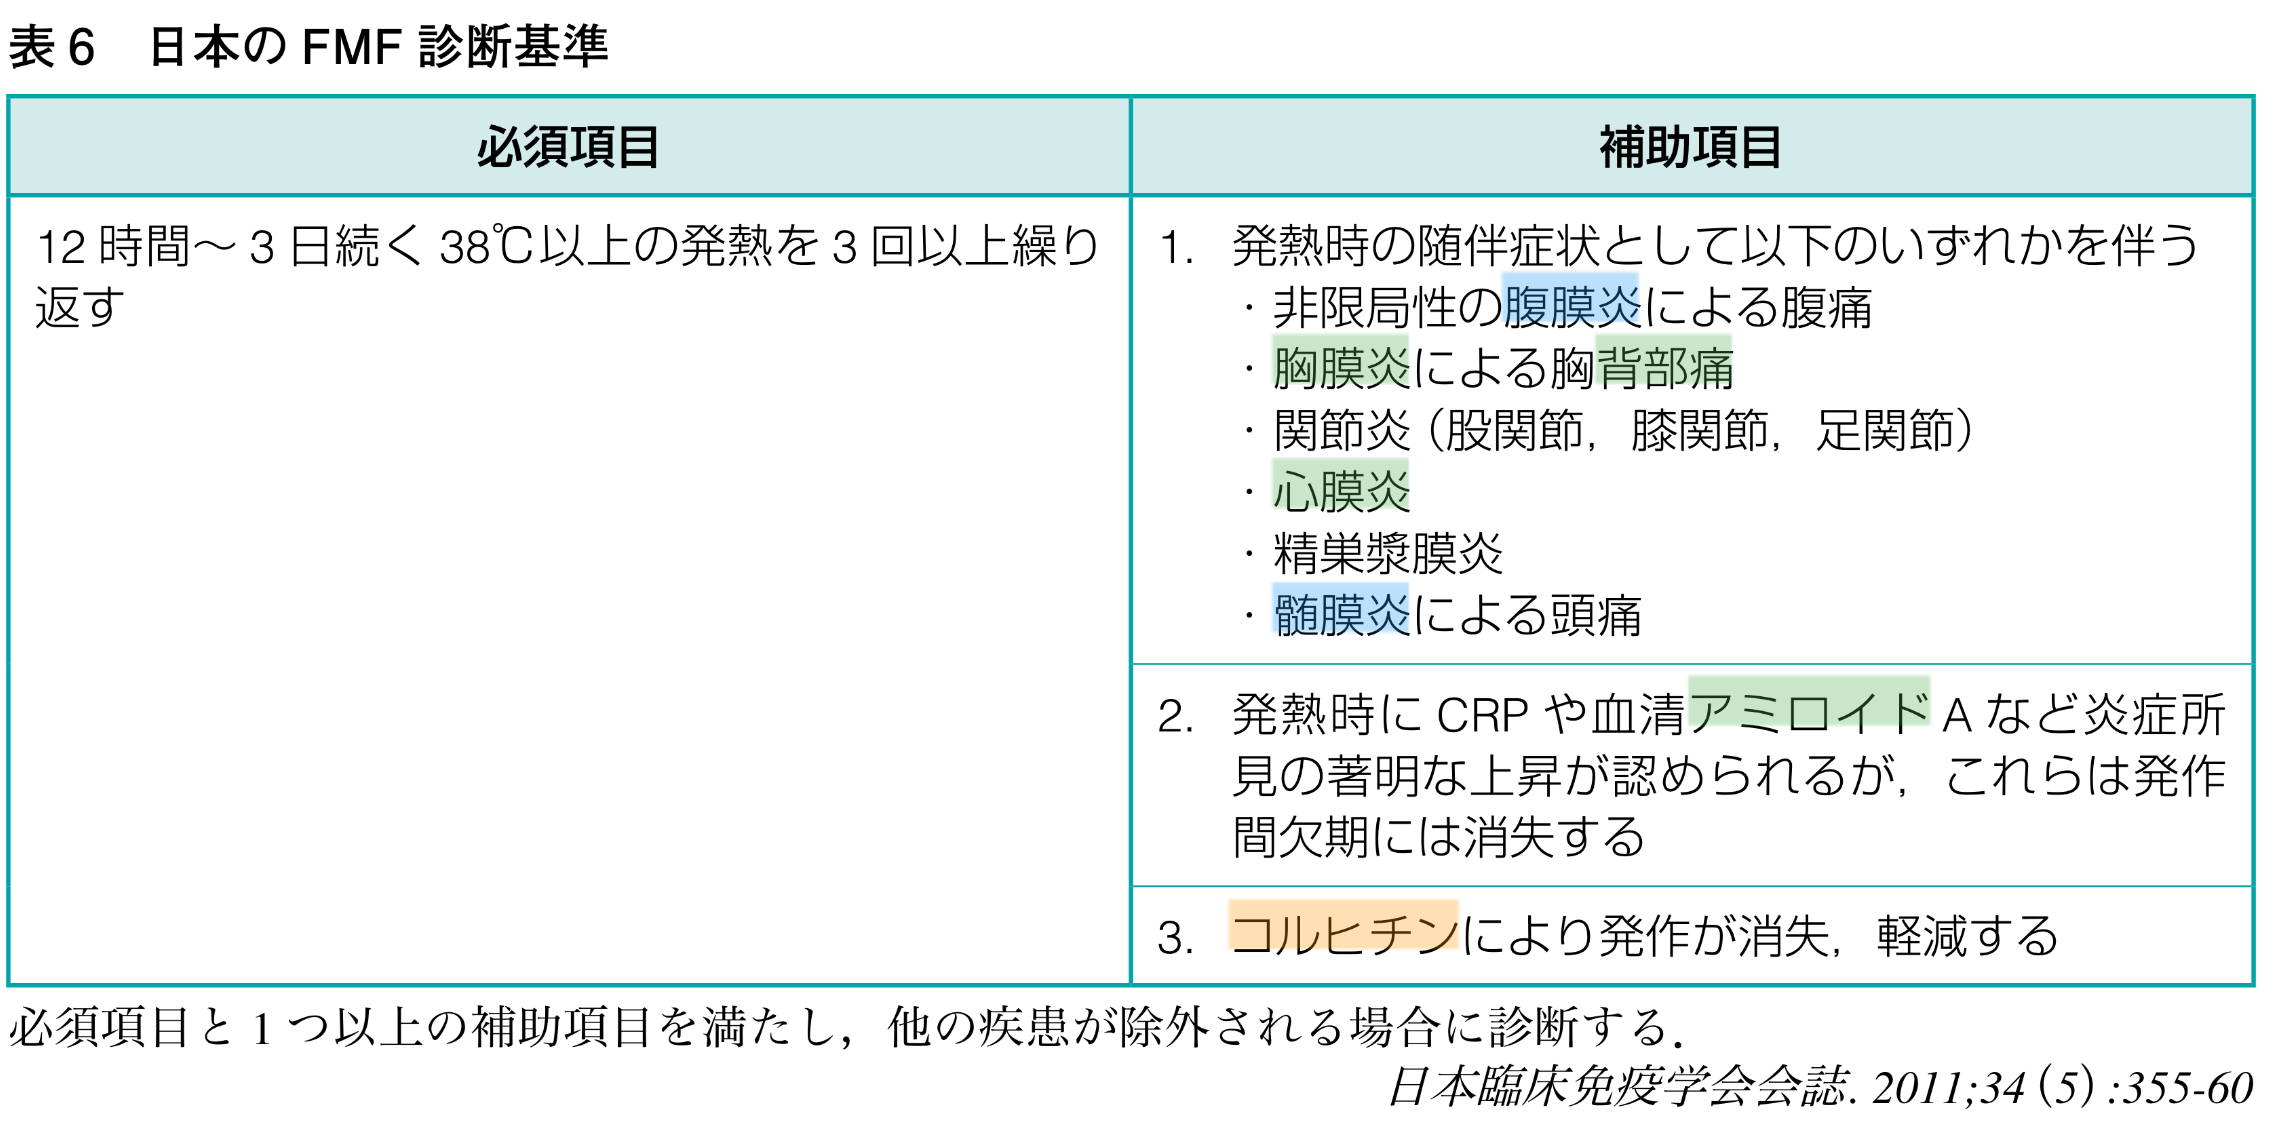 表6 日本のFMF診断基準
必須項目
補助項目
12時間～3日続く38℃以上の発熱を3回以上繰り
返す
1. 発熱時の随伴症状として以下のいずれかを伴う
・非限局性の腹膜炎による腹痛
・胸膜炎による胸背部痛
・関節炎（股関節，膝関節，足関節）
・心膜炎
・精巣漿膜炎
・髄膜炎による頭痛
2. 発熱時にCRPや血清アミロイドAなど炎症所
見の著明な上昇が認められるが，これらは発作
間欠期には消失する
3. コルヒチンにより発作が消失，軽減する
必須項目と1つ以上の補助項目を満たし，他の疾患が除外される場合に診断する．
日本臨床免疫学会会誌. 2011;34（5）:355-60